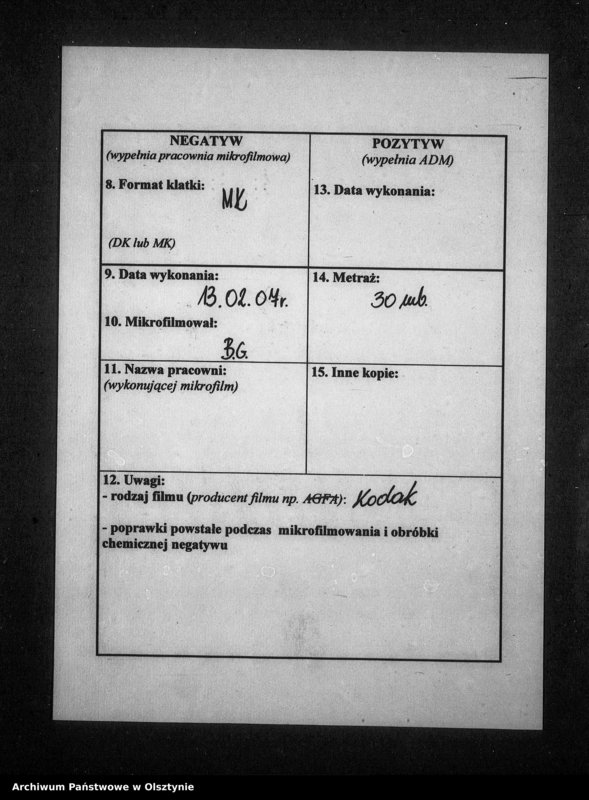 NEGATYW
(wypełnia pracownia mikrofilmowa)
8. Format klatki:
MK
(DK lub MK)
9. Data wykonania:
13.02.07r.
10. Mikrofilmował:
B.G.
11. Nazwa pracowni:
(wykonującej mikrofilm)
POZYTYW
(wypełnia ADM)
13. Data wykonania:
14. Metraż:
30 mb.
15. Inne kopie:
12. Uwagi:
- rodzaj filmu (producent filmu np. AGFA): Kodak
- poprawki powstałe podczas mikrofilmowania i obróbki
chemicznej negatywu
Archiwum Państwowe w Olsztynie